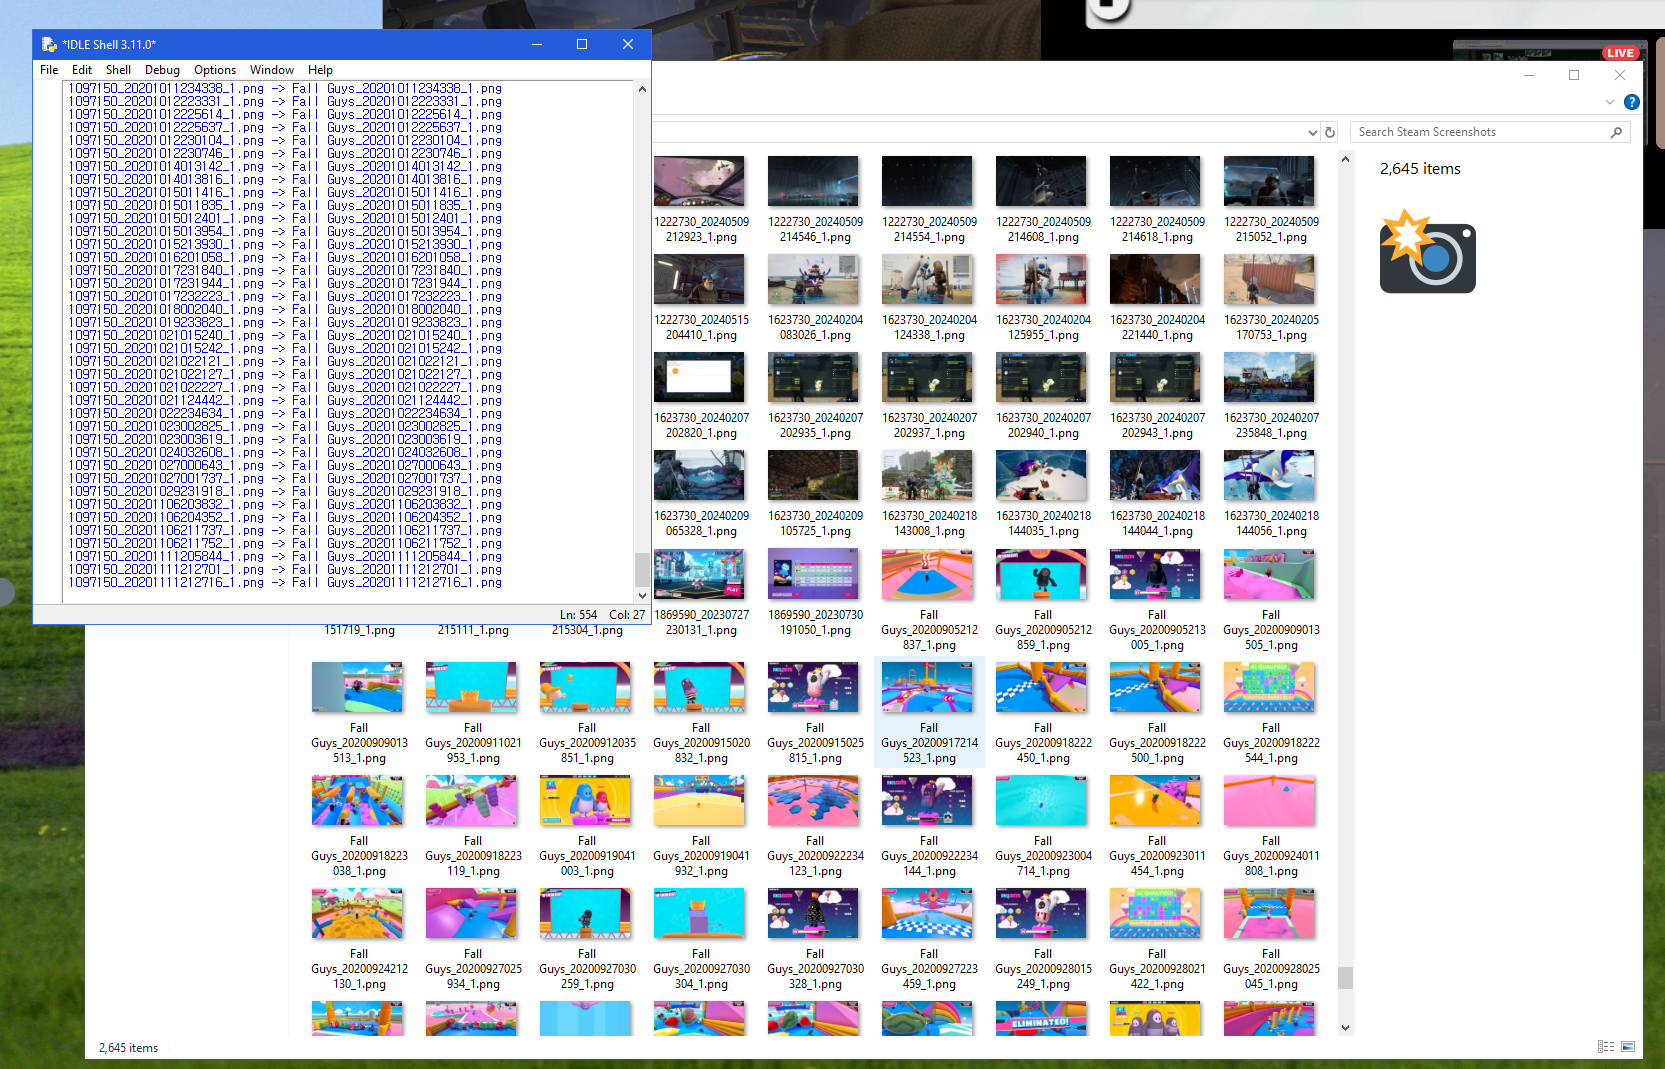 *IDLE Shell 3.11.0*
File Edit Shell Debug Options Window Help
1097150_20201011234338_1.png -> Fall Guys_20201011234338_1.png
1097150_20201012223331_1.png -> Fall Guys_20201012223331_1.png
1097150_20201012225614_1.png -> Fall Guys_20201012225614_1.png
1097150_20201012225637_1.png -> Fall Guys_20201012225637_1.png
1097150_20201012230104_1.png -> Fall Guys_20201012230104_1.png
1097150_20201012230746_1.png -> Fall Guys_20201012230746_1.png
1097150_20201014013142_1.png -> Fall Guys_20201014013142_1.png
1097150_20201014013816_1.png -> Fall Guys_20201014013816_1.png
1097150_20201015011416_1.png -> Fall Guys_20201015011416_1.png
1097150_20201015011835_1.png -> Fall Guys_20201015011835_1.png
1097150_20201015012401_1.png -> Fall Guys_20201015012401_1.png
1097150_20201015013954_1.png -> Fall Guys_20201015013954_1.png
1097150_20201015213930_1.png -> Fall Guys_20201015213930_1.png
1097150_20201016201058_1.png -> Fall Guys_20201016201058_1.png
1097150_20201017231840_1.png -> Fall Guys_20201017231840_1.png
1097150_20201017231944_1.png -> Fall Guys_20201017231944_1.png
1097150_20201017232223_1.png -> Fall Guys_20201017232223_1.png
1097150_20201018002040_1.png -> Fall Guys_20201018002040_1.png
1097150_20201019233823_1.png -> Fall Guys_20201019233823_1.png
1097150_20201021015240_1.png -> Fall Guys_20201021015240_1.png
1097150_20201021015242_1.png -> Fall Guys_20201021015242_1.png
1097150_20201021022121_1.png -> Fall Guys_20201021022121_1.png
1097150_20201021022127_1.png -> Fall Guys_20201021022127_1.png
1097150_20201021022227_1.png -> Fall Guys_20201021022227_1.png
1097150_20201021124442_1.png -> Fall Guys_20201021124442_1.png
1097150_20201022234634_1.png -> Fall Guys_20201022234634_1.png
1097150_20201023002825_1.png -> Fall Guys_20201023002825_1.png
1097150_20201023003619_1.png -> Fall Guys_20201023003619_1.png
1097150_20201024032608_1.png -> Fall Guys_20201024032608_1.png
1097150_20201027000643_1.png -> Fall Guys_20201027000643_1.png
1097150_20201027001737_1.png -> Fall Guys_20201027001737_1.png
1097150_20201029231918_1.png -> Fall Guys_20201029231918_1.png
1097150_20201106203832_1.png -> Fall Guys_20201106203832_1.png
1097150_20201106204352_1.png -> Fall Guys_20201106204352_1.png
1097150_20201106211737_1.png -> Fall Guys_20201106211737_1.png
1097150_20201106211752_1.png -> Fall Guys_20201106211752_1.png
1097150_20201111205844_1.png -> Fall Guys_20201111205844_1.png
1097150_20201111212701_1.png -> Fall Guys_20201111212701_1.png
1097150_20201111212716_1.png -> Fall Guys_20201111212716_1.png
Ln: 554 Col: 27
LIVE
Search Steam Screenshots
2,645 items
1222730_20240509 1222730_20240509 1222730_20240509 1222730_20240509 1222730_20240509 1222730_20240509
212923_1.png 214546_1.png 214554_1.png 214608_1.png 214618_1.png 215052_1.png
1222730_20240515 1623730_20240204 1623730_20240204 1623730_20240204 1623730_20240204 1623730_20240205
204410_1.png 083026_1.png 124338_1.png 125955_1.png 221440_1.png 170753_1.png
1623730_20240207 1623730_20240207 1623730_20240207 1623730_20240207 1623730_20240207 1623730_20240207
202820_1.png 202935_1.png 202937_1.png 202940_1.png 202943_1.png 235848_1.png
1623730_20240209 1623730_20240209 1623730_20240218 1623730_20240218 1623730_20240218 1623730_20240218
065328_1.png 105725_1.png 143008_1.png 144035_1.png 144044_1.png 144056_1.png
1869590_20230727 1869590_20230730 Fall Fall Fall Fall
151719_1.png 215111_1.png 215304_1.png 230131_1.png 191050_1.png Guys_20200905212 Guys_20200905212 Guys_20200905213 Guys_20200909013
837_1.png 859_1.png 005_1.png 505_1.png
Fall Fall Fall Fall Fall Fall Fall Fall Fall
Guys_20200909013 Guys_20200911021 Guys_20200912035 Guys_20200915020 Guys_20200915025 Guys_20200917214 Guys_20200918222 Guys_20200918222 Guys_20200918222
513_1.png 953_1.png 851_1.png 832_1.png 815_1.png 523_1.png 450_1.png 500_1.png 544_1.png
Fall Fall Fall Fall Fall Fall Fall Fall Fall
Guys_20200918223 Guys_20200918223 Guys_20200919041 Guys_20200919041 Guys_20200922234 Guys_20200922234 Guys_20200923004 Guys_20200923011 Guys_20200924011
038_1.png 119_1.png 003_1.png 932_1.png 123_1.png 144_1.png 714_1.png 454_1.png 808_1.png
Fall Fall Fall Fall Fall Fall Fall Fall Fall
Guys_20200924212 Guys_20200927025 Guys_20200927030 Guys_20200927030 Guys_20200927030 Guys_20200927223 Guys_20200928015 Guys_20200928021 Guys_20200928025
130_1.png 934_1.png 259_1.png 304_1.png 328_1.png 459_1.png 249_1.png 422_1.png 045_1.png
ELIMINATED!
2,645 items